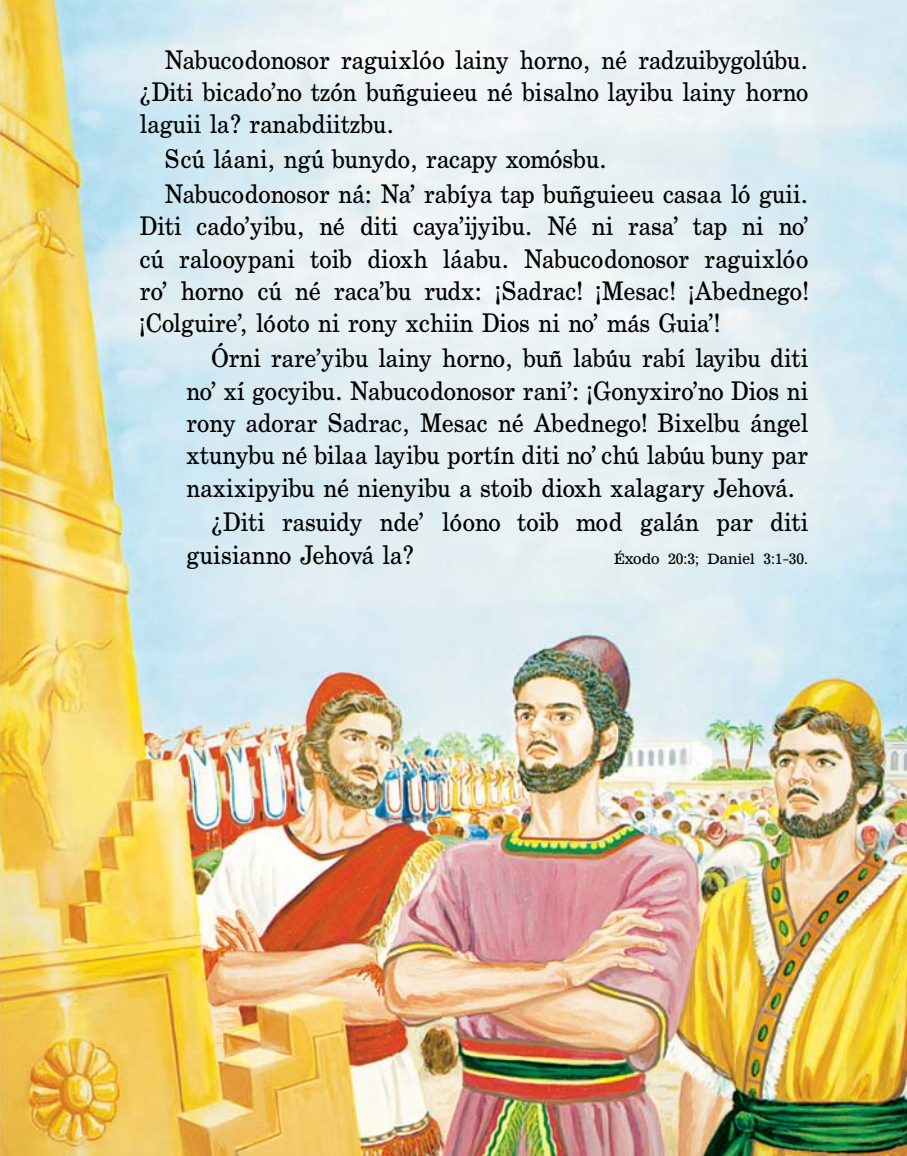 Nabucodonosor raguixlóo lainy horno, né radzuibygolúbu.
¿Diti bicado’no tzón buñguieeu né bisalno layibu lainy horno
laguii la? ranabdiitzbu.
Scú láani, ngú bunydo, racapy xomósbu.
Nabucodonosor ná: Na’ rabíya tap buñguieeu casaa ló guii.
Diti cado’yibu, né diti caya’ijyibu. Né ni rasa’ tap ni no’
cú ralooypani toib dioxh láabu. Nabucodonosor raguixlóo
ro’ horno cú né raca’bu rudx: ¡Sadrac! ¡Mesac! ¡Abednego!
¡Colguire’, lóoto ni rony xchiin Dios ni no’ más Guia’!
Órni rare’yibu lainy horno, buñ labúu rabí layibu diti
no’ xí gocyibu. Nabucodonosor rani’: ¡Gonyxiro’no Dios ni
rony adorar Sadrac, Mesac né Abednego! Bixelbu ángel
xtunybu né bilaa layibu portín diti no’ chú labúu buny par
naxixipyibu né nienyibu a stoib dioxh xalagary Jehová.
¿Diti rasuidy nde’ lóono toib mod galán par diti
guisianno Jehová la? Éxodo 20:3; Daniel 3:1-30.